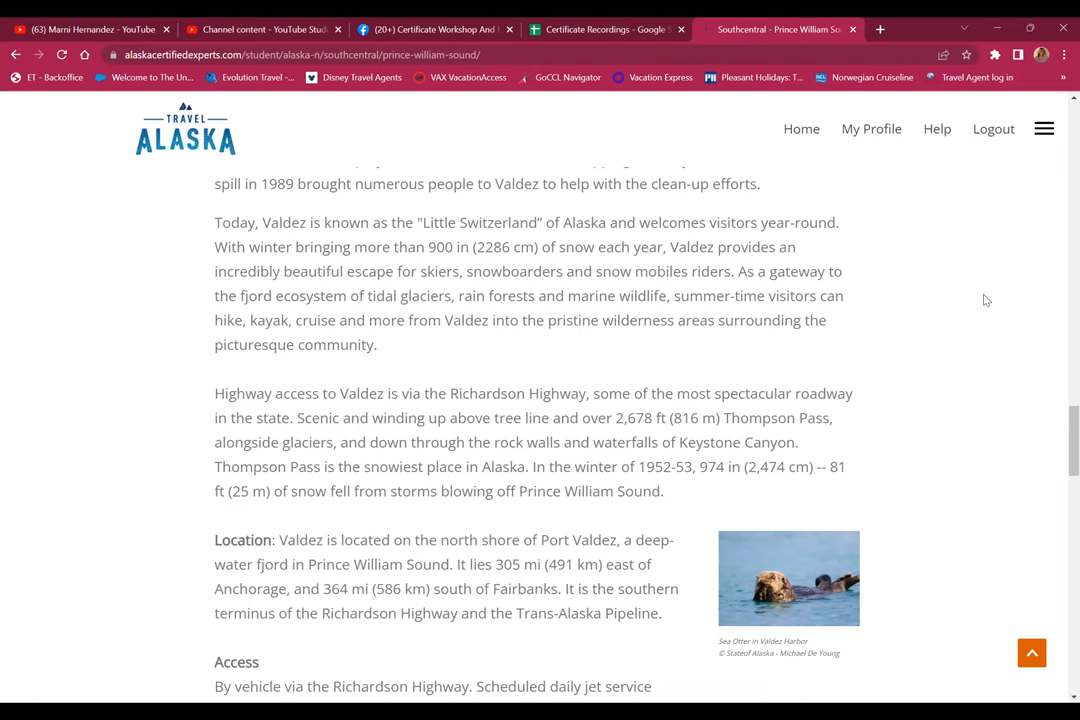 (63) Marni Hernandez - YouTube
Channel content - YouTube Stud
(20+) Certificate Workshop And
Certificate Recordings - Google S
Southcentral - Prince William So
alaskacertifiedexperts.com/student/alaska-n/southcentral/prince-william-sound/
ET - Backoffice
Welcome to The Un...
Evolution Travel -...
Disney Travel Agents
VAX VacationAccess
GoCCL Navigator
Vacation Express
Pleasant Holidays: T...
Norwegian Cruiseline
Travel Agent log in
TRAVEL
ALASKA
Home
My Profile
Help
Logout
spill in 1989 brought numerous people to Valdez to help with the clean-up efforts.
Today, Valdez is known as the "Little Switzerland” of Alaska and welcomes visitors year-round.
With winter bringing more than 900 in (2286 cm) of snow each year, Valdez provides an
incredibly beautiful escape for skiers, snowboarders and snow mobiles riders. As a gateway to
the fjord ecosystem of tidal glaciers, rain forests and marine wildlife, summer-time visitors can
hike, kayak, cruise and more from Valdez into the pristine wilderness areas surrounding the
picturesque community.
Highway access to Valdez is via the Richardson Highway, some of the most spectacular roadway
in the state. Scenic and winding up above tree line and over 2,678 ft (816 m) Thompson Pass,
alongside glaciers, and down through the rock walls and waterfalls of Keystone Canyon.
Thompson Pass is the snowiest place in Alaska. In the winter of 1952-53, 974 in (2,474 cm) -- 81
ft (25 m) of snow fell from storms blowing off Prince William Sound.
Location: Valdez is located on the north shore of Port Valdez, a deep-
water fjord in Prince William Sound. It lies 305 mi (491 km) east of
Anchorage, and 364 mi (586 km) south of Fairbanks. It is the southern
terminus of the Richardson Highway and the Trans-Alaska Pipeline.
Sea Otter in Valdez Harbor
© Stateof Alaska - Michael De Young
Access
By vehicle via the Richardson Highway. Scheduled daily jet service